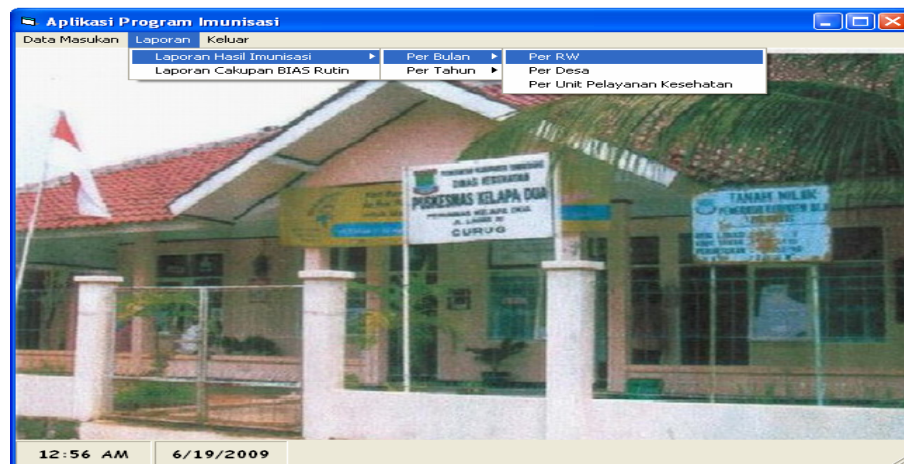 Aplikasi Program Imunisasi
Data Masukan Laporan Keluar
Laporan Hasil Imunisasi
Laporan Cakupan BIAS Rutin
Per Bulan
Per Tahun
Per RW
Per Desa
Per Unit Pelayanan Kesehatan
DINAS KESEHATAN
PUSKESMAS KELAPA DUA
CURUG
TANAH MILIK
12:56 AM 6/19/2009